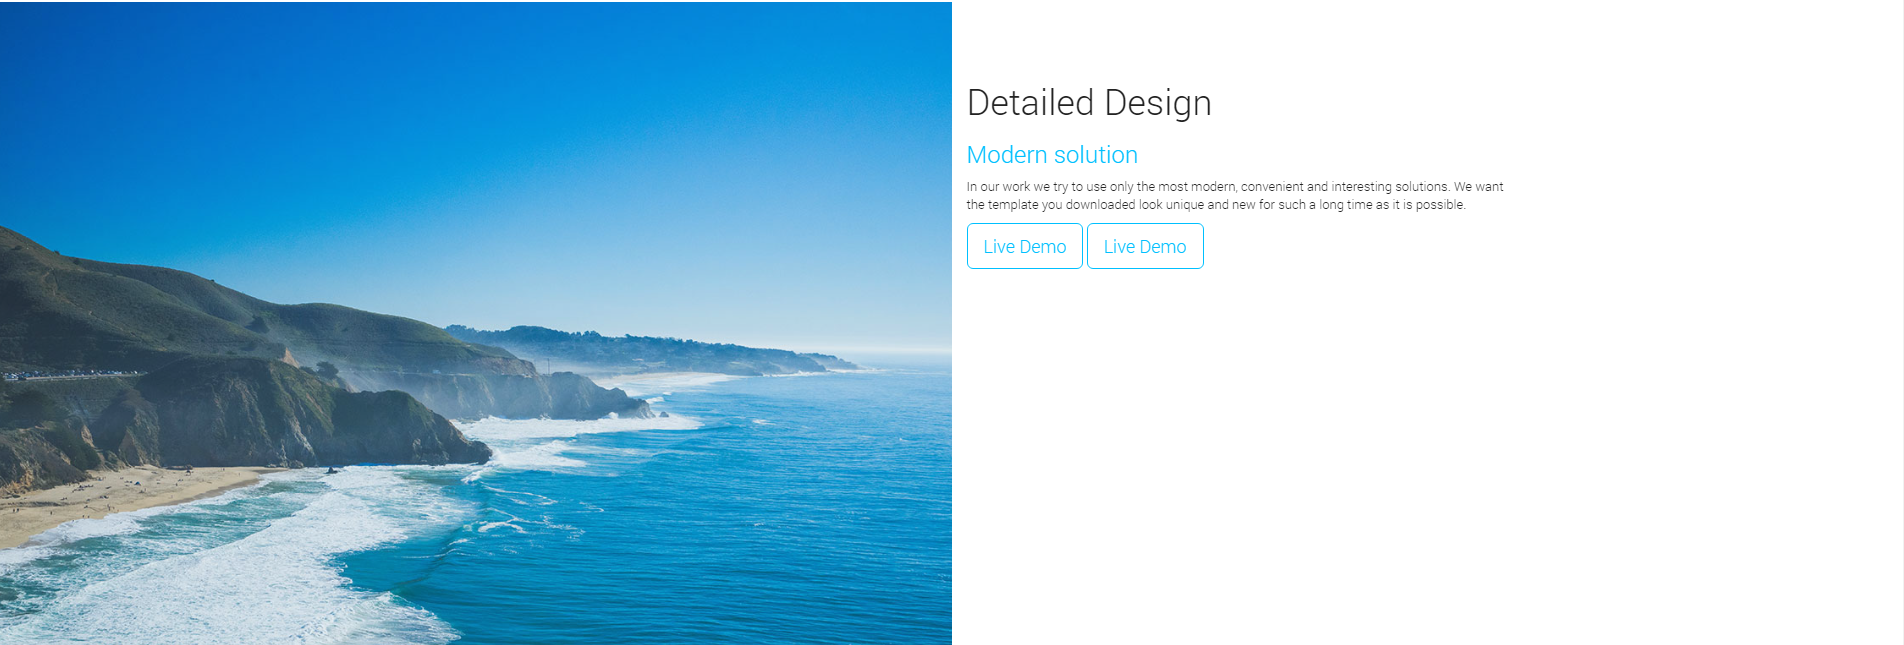 Detailed Design
Modern solution
In our work we try to use only the most modern, convenient and interesting solutions. We want
the template you downloaded look unique and new for such a long time as it is possible.
Live Demo Live Demo